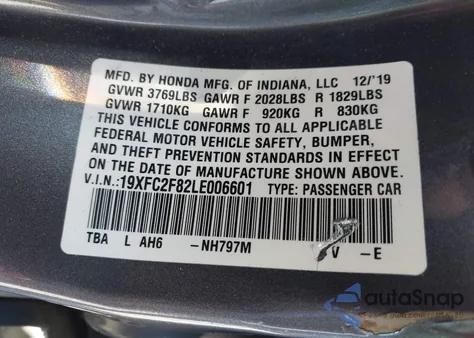 MFD. BY HONDA MFG. OF INDIANA, LLC 12/'19
GVWR 3769LBS GAWR F 2028LBS R 1829LBS
GVWR 1710KG GAWR F 920KG R 830KG
THIS VEHICLE CONFORMS TO ALL APPLICABLE
FEDERAL MOTOR VEHICLE SAFETY, BUMPER,
AND THEFT PREVENTION STANDARDS IN EFFECT
ON THE DATE OF MANUFACTURE SHOWN ABOVE.
V.I.N.:19XFC2F82LE006601 TYPE: PASSENGER CAR
TBA L AH6 -NH797M V -E
autoSnap